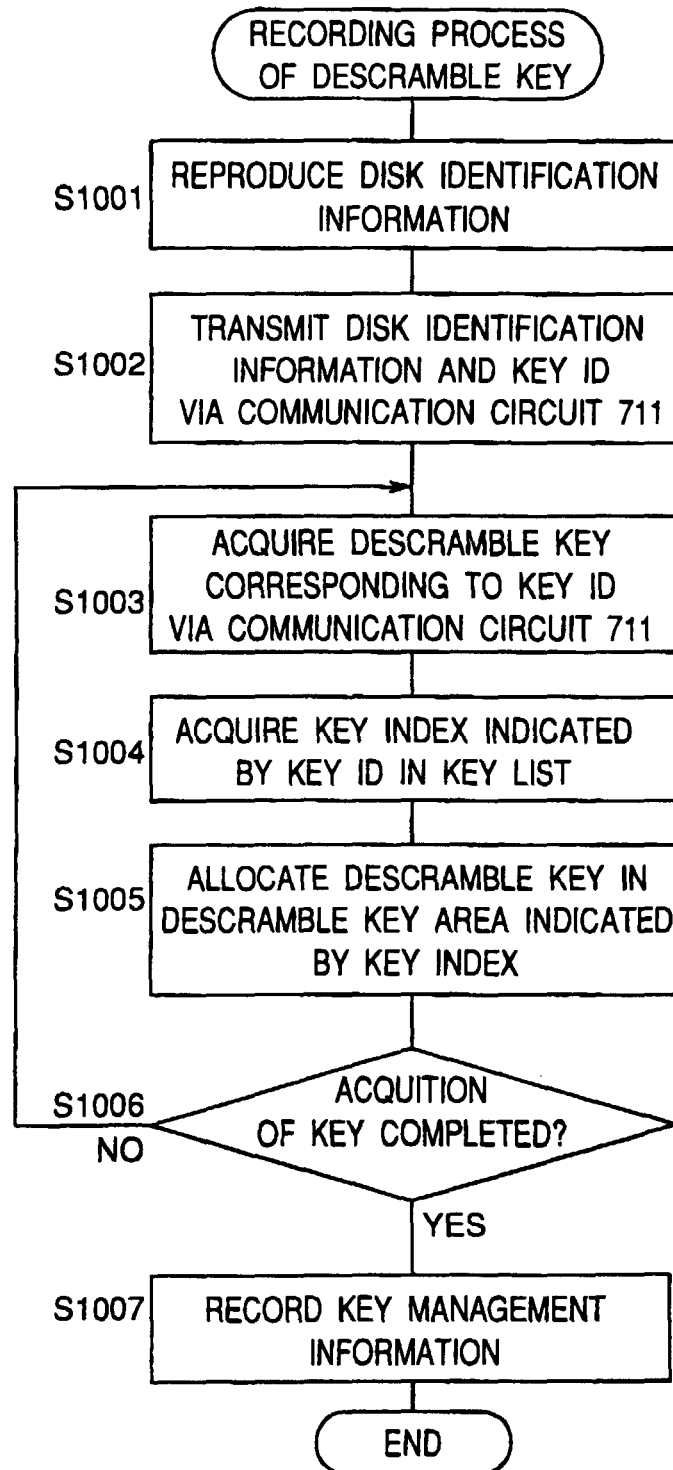 RECORDING PROCESS
OF DESCRAMBLE KEY
S1001
REPRODUCE DISK IDENTIFICATION
INFORMATION
S1002
TRANSMIT DISK IDENTIFICATION
INFORMATION AND KEY ID
VIA COMMUNICATION CIRCUIT 711
S1003
ACQUIRE DESCRAMBLE KEY
CORRESPONDING TO KEY ID
VIA COMMUNICATION CIRCUIT 711
S1004
ACQUIRE KEY INDEX INDICATED
BY KEY ID IN KEY LIST
S1005
ALLOCATE DESCRAMBLE KEY IN
DESCRAMBLE KEY AREA INDICATED
BY KEY INDEX
S1006
ACQUITION
OF KEY COMPLETED?
NO
YES
S1007
RECORD KEY MANAGEMENT
INFORMATION
END